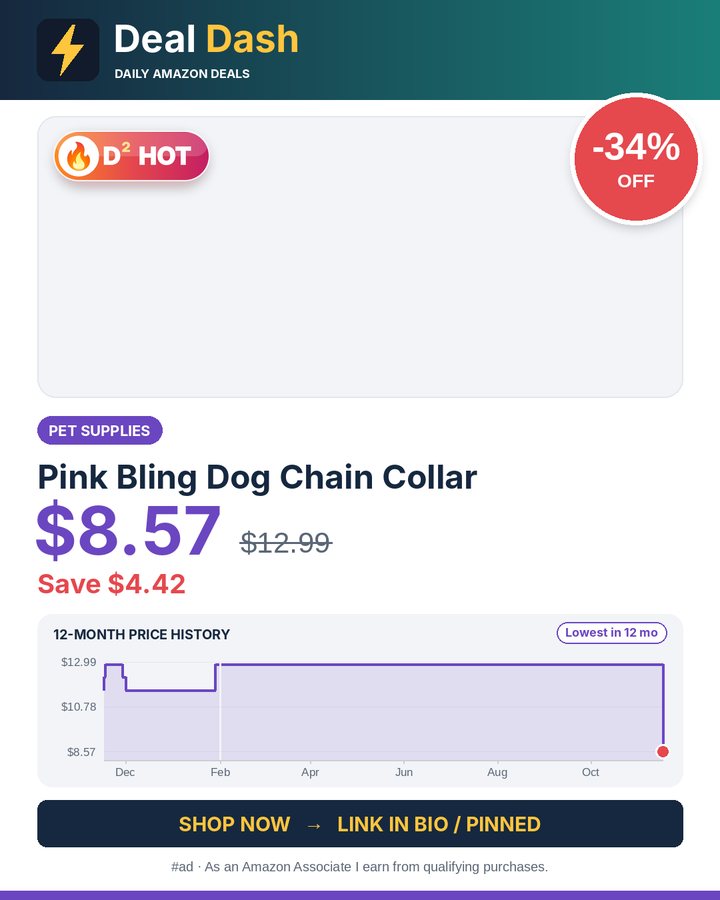 Deal Dash
DAILY AMAZON DEALS
D² HOT
-34%
OFF
PET SUPPLIES
Pink Bling Dog Chain Collar
$8.57 $12.99
Save $4.42
12-MONTH PRICE HISTORY
Lowest in 12 mo
$12.99
$10.78
$8.57
Dec Feb Apr Jun Aug Oct
SHOP NOW → LINK IN BIO / PINNED
#ad · As an Amazon Associate I earn from qualifying purchases.